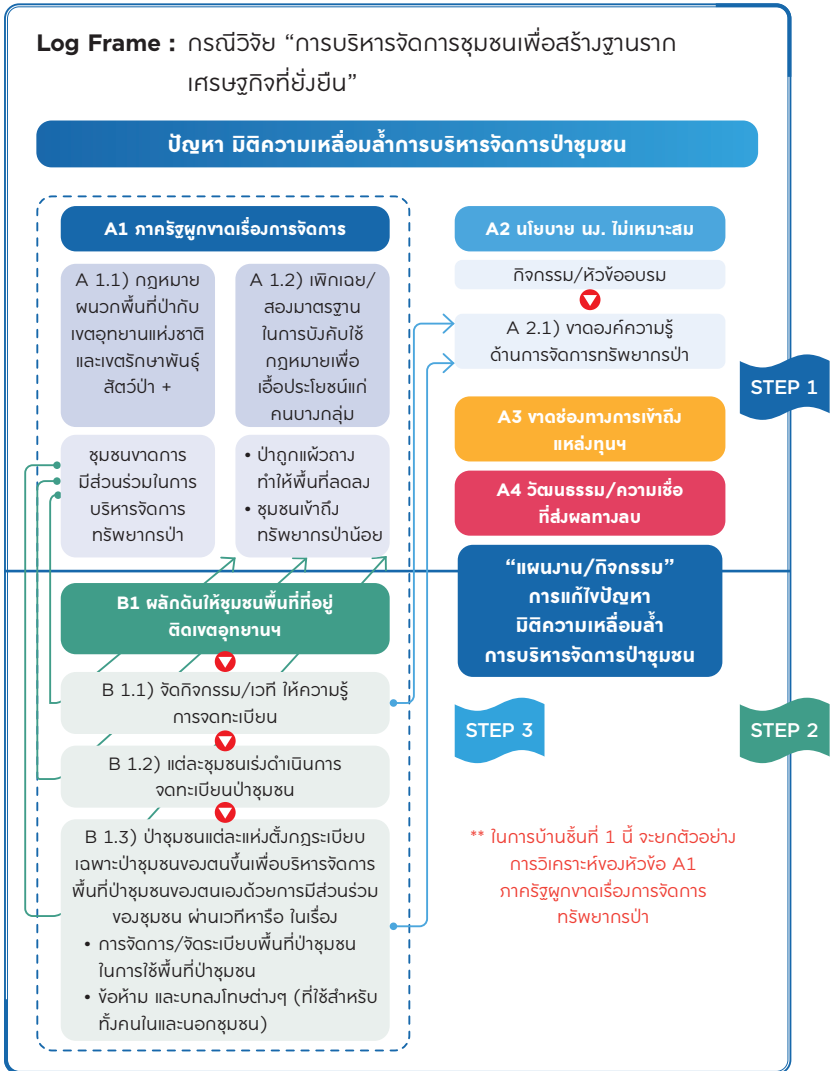 Log Frame : กรณีวิจัย “การบริหารจัดการชุมชนเพื่อสร้างฐานราก
เศรษฐกิจที่ยั่งยืน”
ปัญหา มิติความเหลื่อมล้ำการบริหารจัดการป่าชุมชน
A1 ภาครัฐผูกขาดเรื่องการจัดการ
A 1.1) กฎหมาย
ผนวกพื้นที่ป่ากับ
เขตอุทยานแห่งชาติ
และเขตรักษาพันธุ์
สัตว์ป่า +
A 1.2) เพิกเฉย/
สองมาตรฐาน
ในการบังคับใช้
กฎหมายเพื่อ
เอื้อประโยชน์แก่
คนบางกลุ่ม
ชุมชนขาดการ
มีส่วนร่วมในการ
บริหารจัดการ
ทรัพยากรป่า
• ป่าถูกแผ้วถาง
ทำให้พื้นที่ลดลง
• ชุมชนเข้าถึง
ทรัพยากรป่าน้อย
A2 นโยบาย นง. ไม่เหมาะสม
กิจกรรม/หัวข้ออบรม
A 2.1) ขาดองค์ความรู้
ด้านการจัดการทรัพยากรป่า
STEP 1
A3 ขาดช่องทางการเข้าถึง
แหล่งทุนฯ
A4 วัฒนธรรม/ความเชื่อ
ที่ส่งผลทางลบ
“แผนงาน/กิจกรรม”
การแก้ไขปัญหา
มิติความเหลื่อมล้ำ
การบริหารจัดการป่าชุมชน
B1 ผลักดันให้ชุมชนพื้นที่ที่อยู่
ติดเขตอุทยานฯ
B 1.1) จัดกิจกรรม/เวที ให้ความรู้
การจดทะเบียน
B 1.2) แต่ละชุมชนเร่งดำเนินการ
จดทะเบียนป่าชุมชน
B 1.3) ป่าชุมชนแต่ละแห่งตั้งกฎระเบียบ
เฉพาะป่าชุมชนของตนขึ้นเพื่อบริหารจัดการ
พื้นที่ป่าชุมชนของตนเองด้วยการมีส่วนร่วม
ของชุมชน ผ่านเวทีหารือ ในเรื่อง
• การจัดการ/จัดระเบียบพื้นที่ป่าชุมชน
ในการใช้พื้นที่ป่าชุมชน
• ข้อห้าม และบทลงโทษต่างๆ (ที่ใช้สำหรับ
ทั้งคนในและนอกชุมชน)
STEP 3
STEP 2
** ในการบ้านชิ้นที่ 1 นี้ จะยกตัวอย่าง
การวิเคราะห์ของหัวข้อ A1
ภาครัฐผูกขาดเรื่องการจัดการ
ทรัพยากรป่า